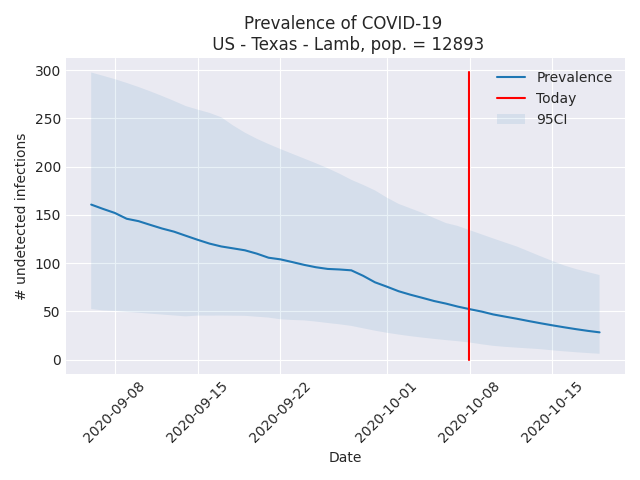 Prevalence of COVID-19
US - Texas - Lamb, pop. = 12893
Prevalence
Today
95CI
300
250
200
150
100
50
0
# undetected infections
2020-09-08
2020-09-15
2020-09-22
2020-10-01
2020-10-08
2020-10-15
Date